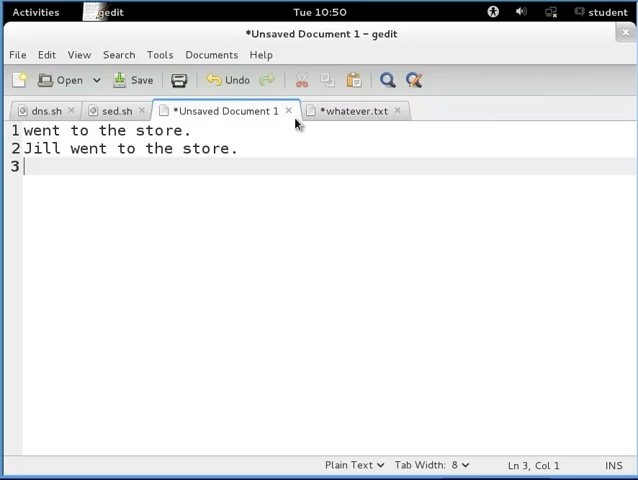 Activities gedit Tue 10:50 student
*Unsaved Document 1 – gedit
File Edit View Search Tools Documents Help
Open Save Undo
dns.sh sed.sh *Unsaved Document 1 *whatever.txt
1 went to the store.
2 Jill went to the store.
3
Plain Text Tab Width: 8 Ln 3, Col 1 INS